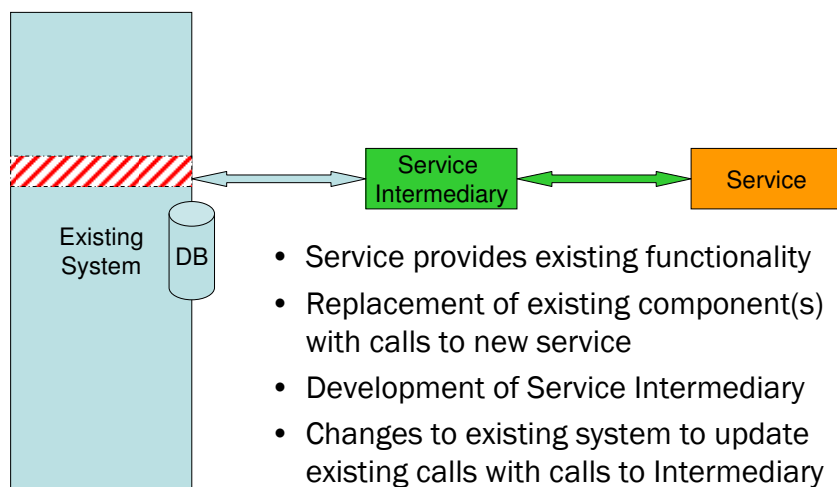 Service
Intermediary
Service
Existing
System
DB
• Service provides existing functionality
• Replacement of existing component(s)
with calls to new service
• Development of Service Intermediary
• Changes to existing system to update
existing calls with calls to Intermediary